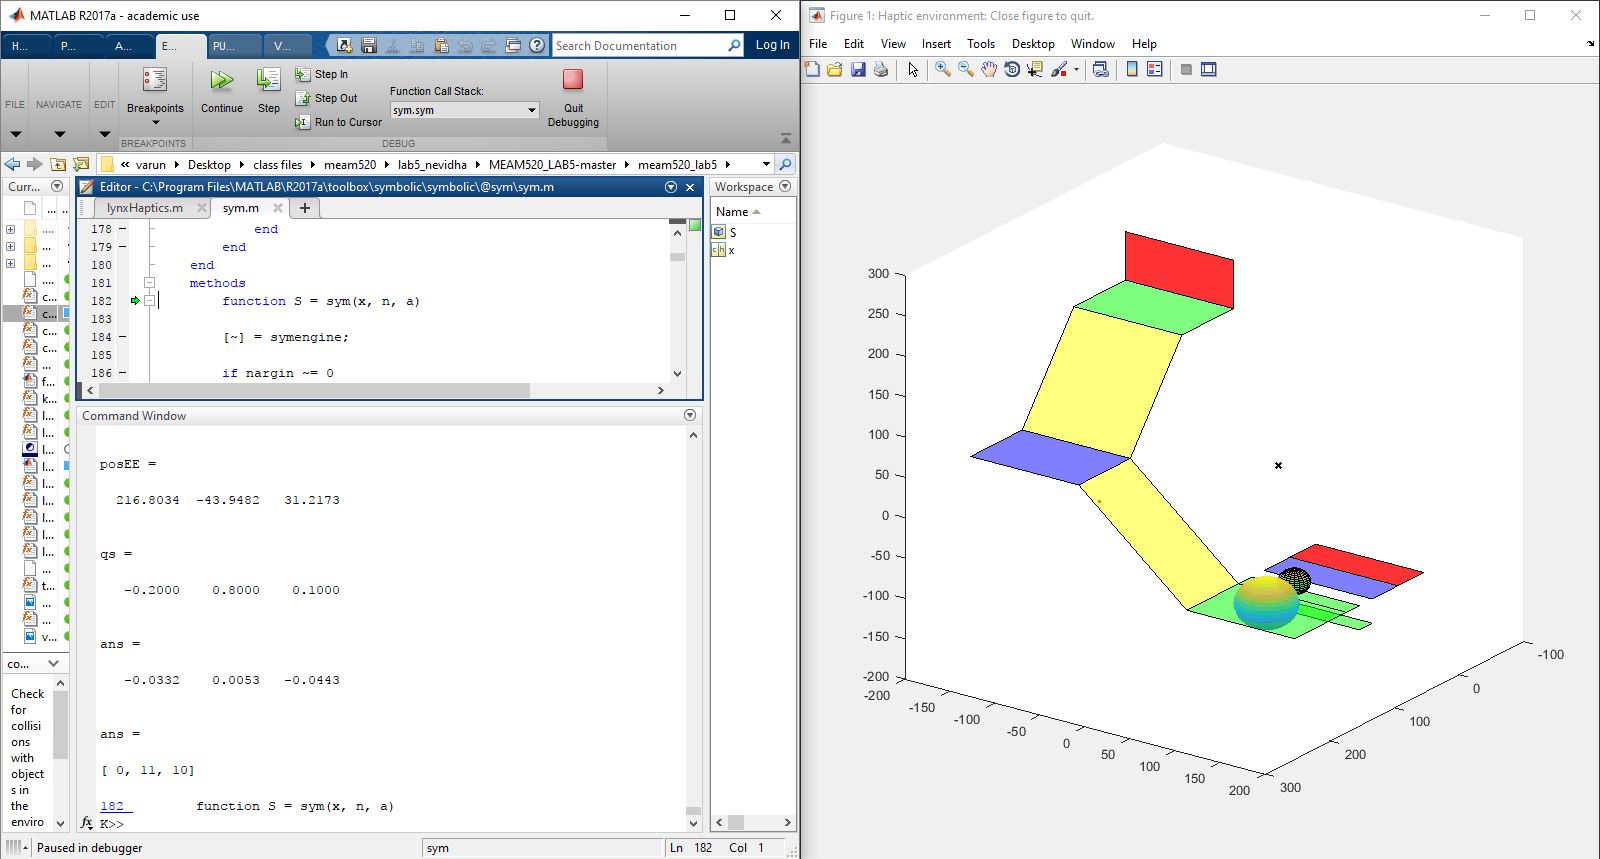 MATLAB R2017a - academic use
H... P... A... E... PU... V... Search Documentation Log In
FILE NAVIGATE EDIT Breakpoints Continue Step Step In Step Out Run to Cursor Function Call Stack: sym.sym Quit Debugging
BREAKPOINTS DEBUG
« varun Desktop class files meam520 lab5_nevidha MEAM520_LAB5-master meam520_lab5
Curr...
... ..
....
...
...
....
c...
c...
c...
c...
...
f...
k...
l...
l...
l...
l...
l...
l...
l...
l...
l...
...
t...
...
...
v...
co...
Check
for
collisi
ons
with
object
s in
the
enviro
Editor - C:\Program Files\MATLAB\R2017a\toolbox\symbolic\symbolic\@sym\sym.m
lynxHaptics.m sym.m +
178 – end
179 – end
180 end
181 methods
182 function S = sym(x, n, a)
183
184 – [~] = symengine;
185
186 – if nargin ~= 0
Command Window
posEE =
216.8034 -43.9482 31.2173
qs =
-0.2000 0.8000 0.1000
ans =
-0.0332 0.0053 -0.0443
ans =
[ 0, 11, 10]
182 function S = sym(x, n, a)
fx K>>
Workspace
Name
S
ch x
Paused in debugger sym Ln 182 Col 1
Figure 1: Haptic environment: Close figure to quit.
File Edit View Insert Tools Desktop Window Help
300
250
200
150
100
50
0
-50
-100
-150
-200
-200
-150
-100
-50
0
50
100
150
200
300
200
100
0
-100